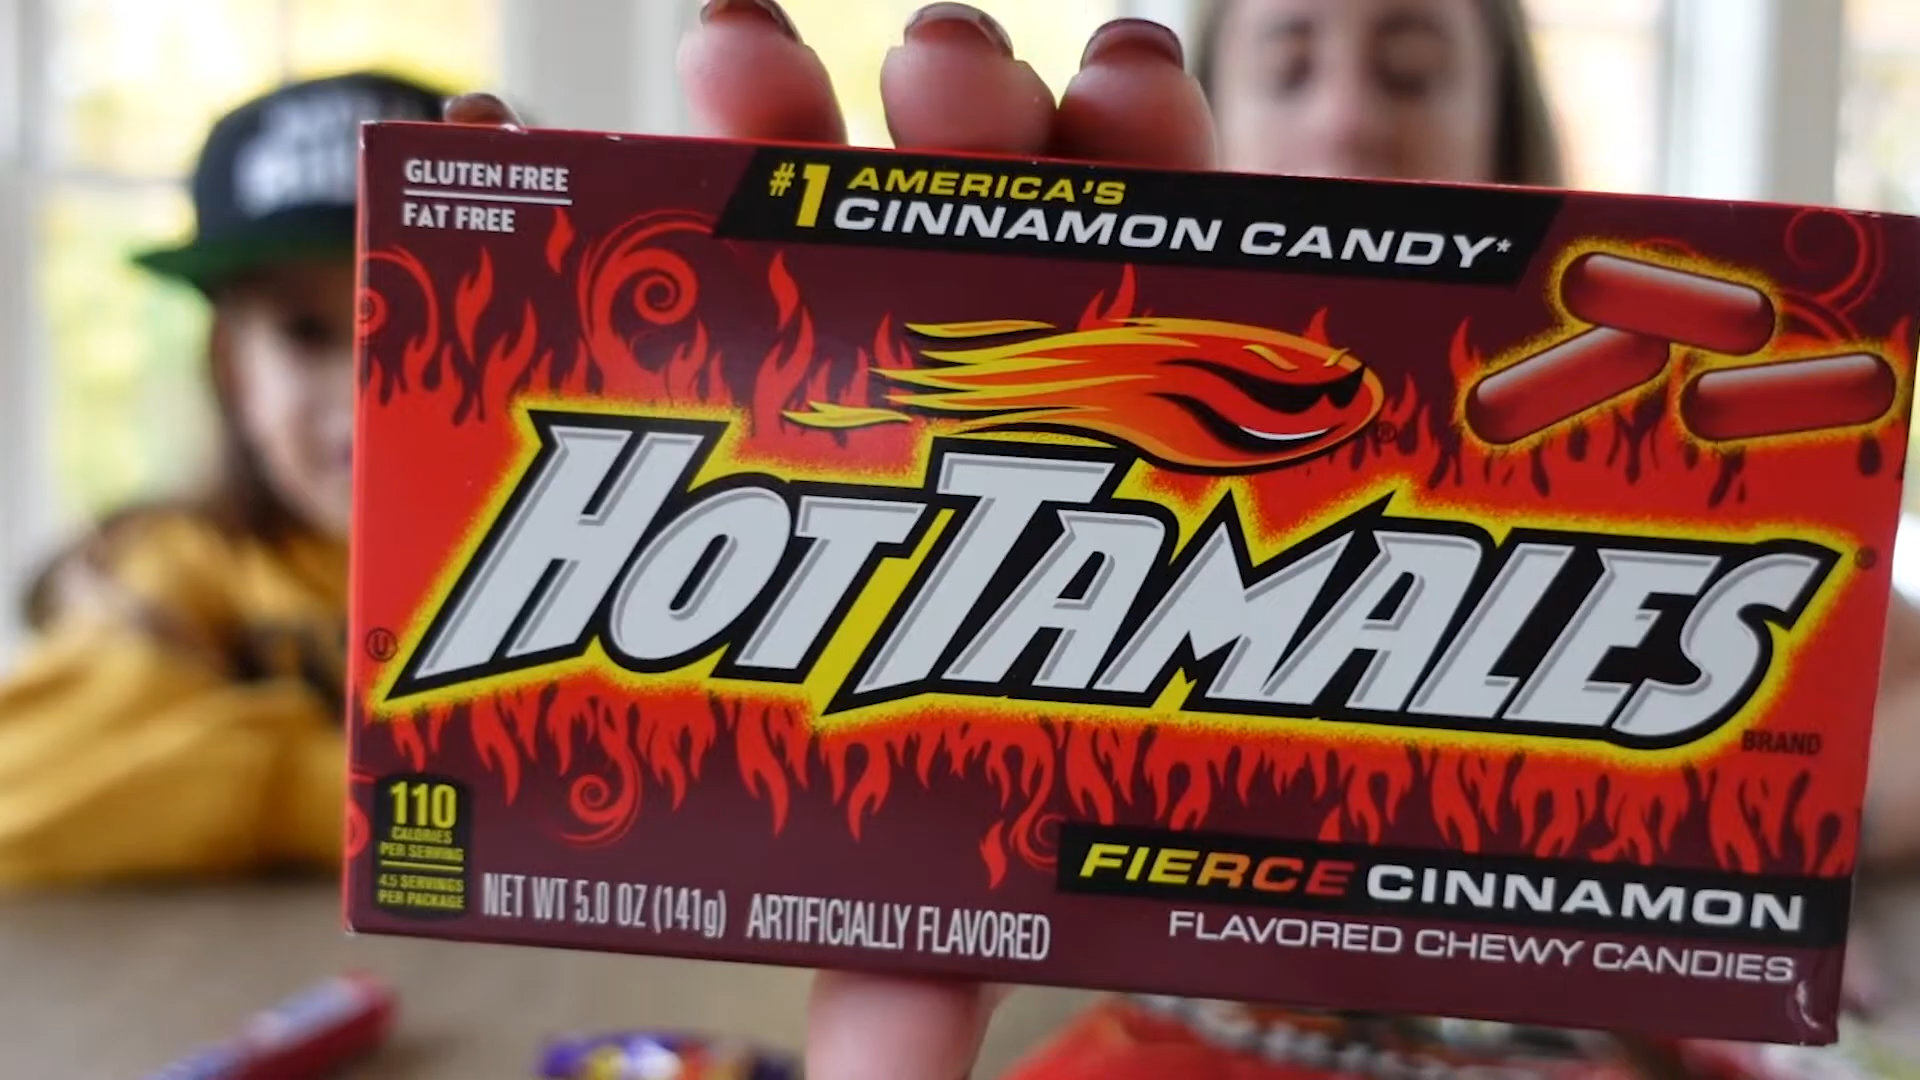 GLUTEN FREE
FAT FREE
#1 AMERICA'S
CINNAMON CANDY*
®
HOT TAMALES
®
U
BRAND
110
CALORIES
PER SERVING
4.5 SERVINGS
PER PACKAGE
NET WT 5.0 OZ (141g) ARTIFICIALLY FLAVORED
FIERCE CINNAMON
FLAVORED CHEWY CANDIES